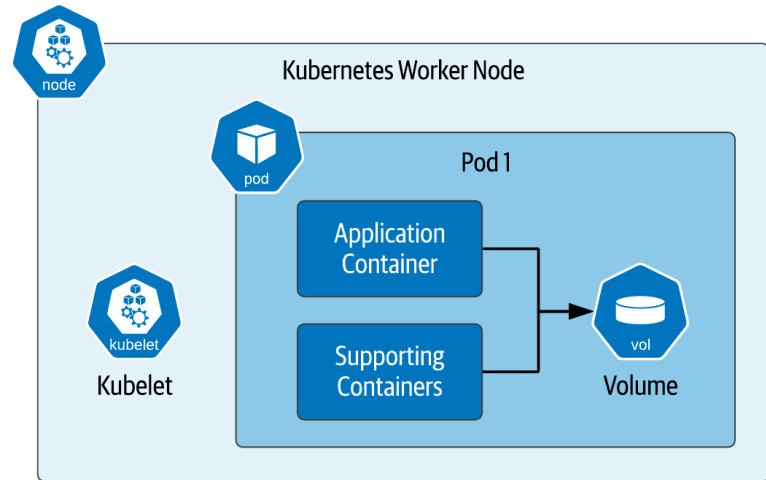 node
Kubernetes Worker Node
pod
Pod 1
Application
Container
kubelet
Kubelet
Supporting
Containers
vol
Volume